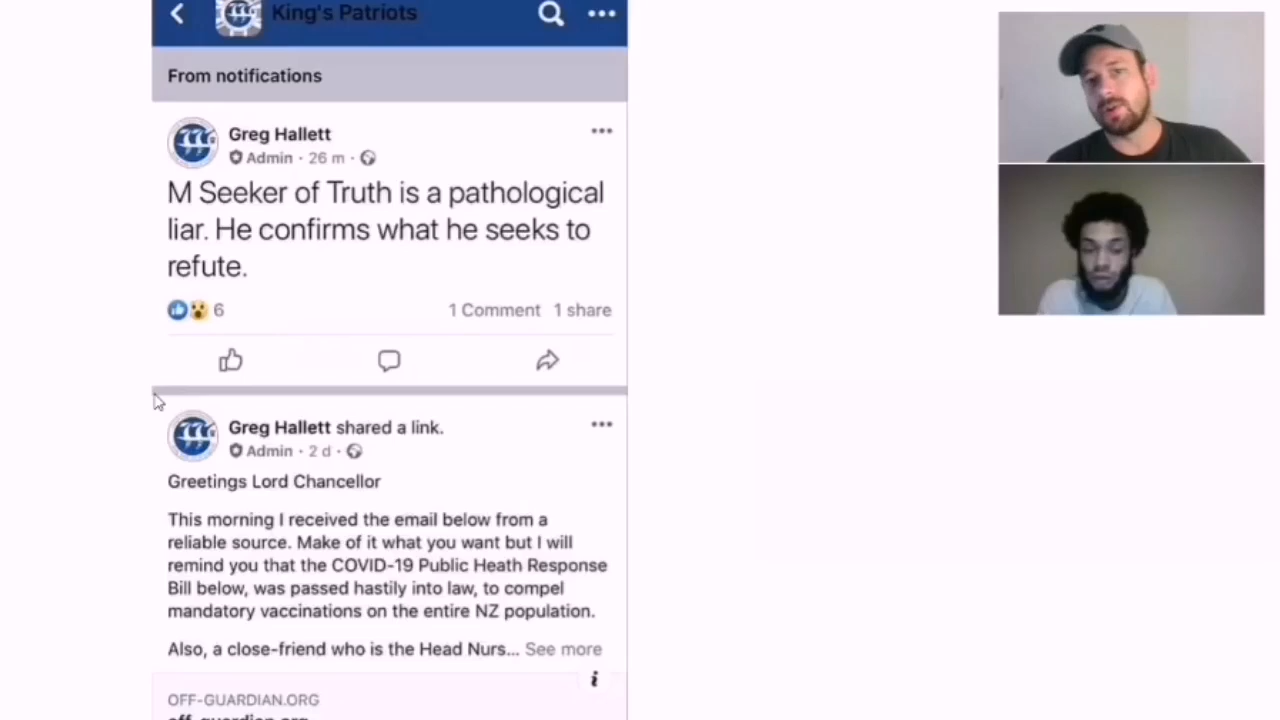 King's Patriots
From notifications
Greg Hallett
Admin · 26 m ·
M Seeker of Truth is a pathological
liar. He confirms what he seeks to
refute.
6
1 Comment 1 share
Greg Hallett shared a link.
Admin · 2 d ·
Greetings Lord Chancellor
This morning I received the email below from a
reliable source. Make of it what you want but I will
remind you that the COVID-19 Public Heath Response
Bill below, was passed hastily into law, to compel
mandatory vaccinations on the entire NZ population.
Also, a close-friend who is the Head Nurs... See more
OFF-GUARDIAN.ORG
off-guardian.org